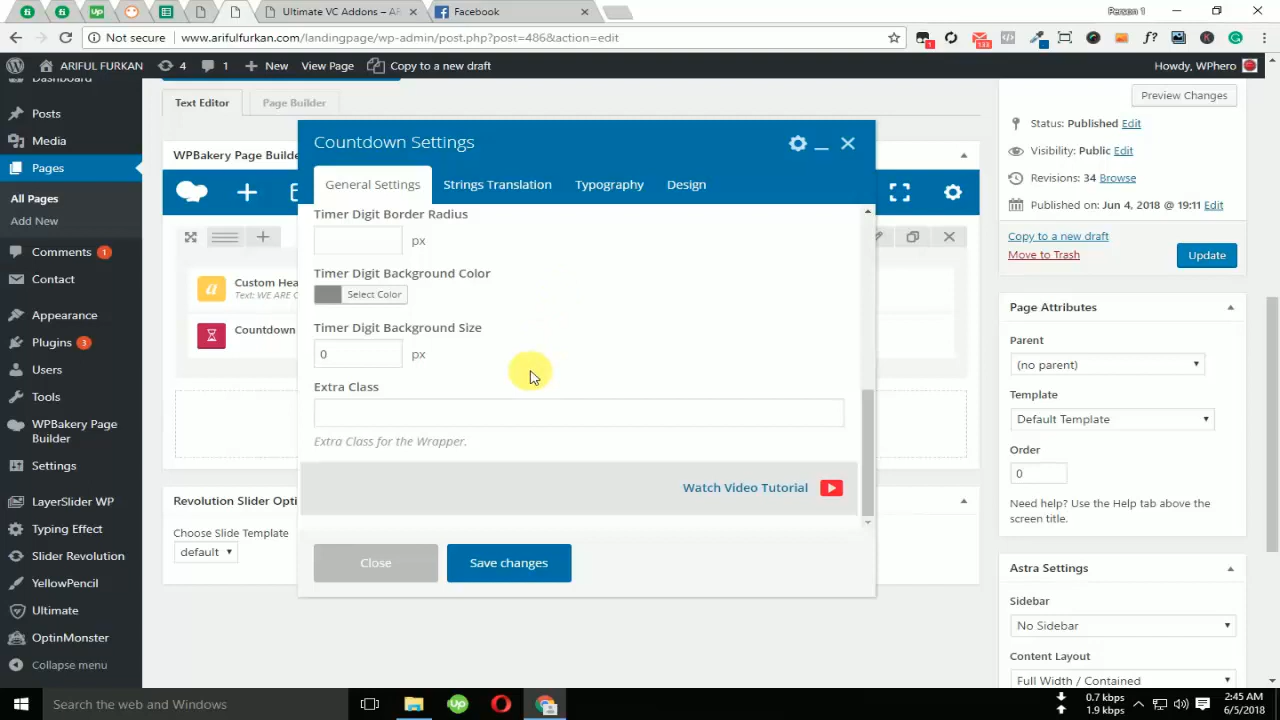 Ultimate VC Addons – AR
Facebook
Person 1
Not secure
www.arifulfurkan.com/landingpage/wp-admin/post.php?post=486&action=edit
1
133
ARIFUL FURKAN
4
1
New
View Page
Copy to a new draft
Howdy, WPhero
Dashboard
Posts
Media
Pages
All Pages
Add New
Comments 1
Contact
Appearance
Plugins 3
Users
Tools
WPBakery Page
Builder
Settings
LayerSlider WP
Typing Effect
Slider Revolution
YellowPencil
Ultimate
OptinMonster
Collapse menu
Text Editor
Page Builder
WPBakery Page Builde
Custom Hea
Text: WE ARE C
Countdown
Revolution Slider Opti
Choose Slide Template
default
Countdown Settings
General Settings
Strings Translation
Typography
Design
Timer Digit Border Radius
px
Timer Digit Background Color
Select Color
Timer Digit Background Size
0
px
Extra Class
Extra Class for the Wrapper.
Watch Video Tutorial
Close
Save changes
Preview Changes
Status: Published Edit
Visibility: Public Edit
Revisions: 34 Browse
Published on: Jun 4, 2018 @ 19:11 Edit
Copy to a new draft
Move to Trash
Update
Page Attributes
Parent
(no parent)
Template
Default Template
Order
0
Need help? Use the Help tab above the
screen title.
Astra Settings
Sidebar
No Sidebar
Content Layout
Full Width / Contained
Search the web and Windows
0.7 kbps
1.9 kbps
2:45 AM
6/5/2018